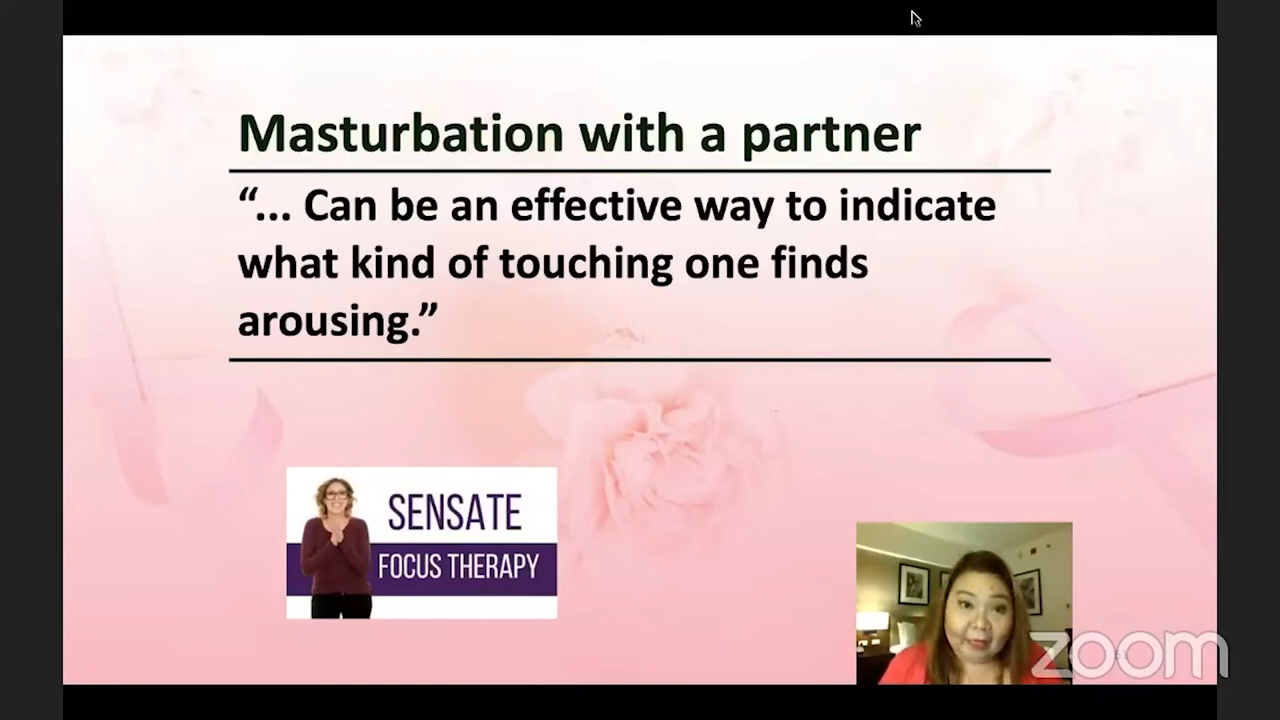 Masturbation with a partner
“... Can be an effective way to indicate
what kind of touching one finds
arousing.”
SENSATE
FOCUS THERAPY
zoom